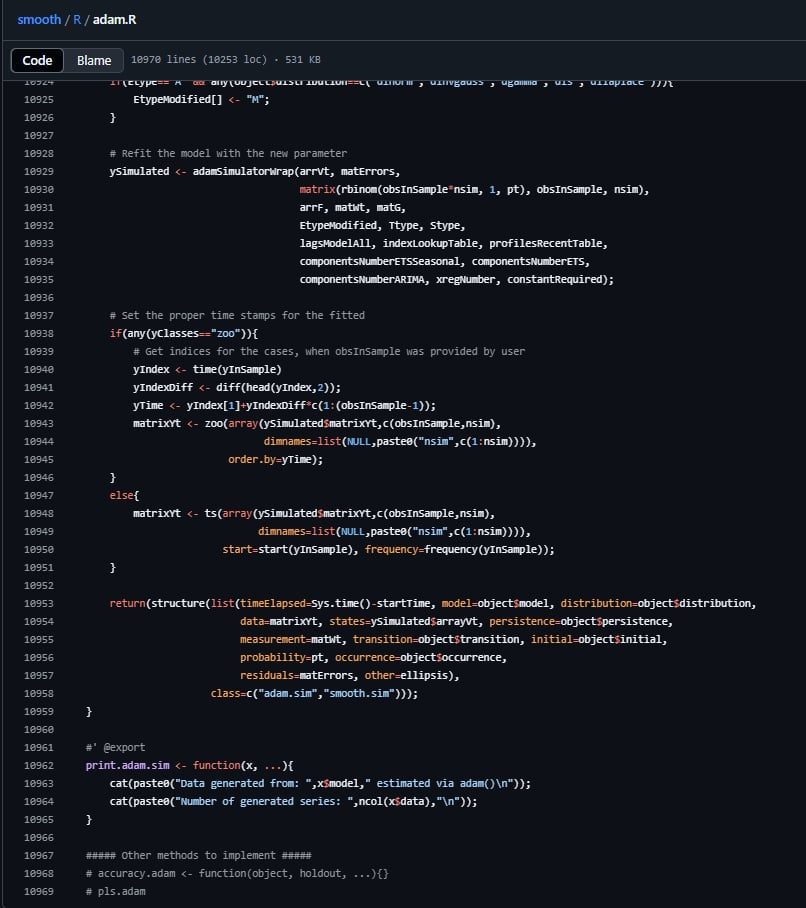 smooth / R / adam.R
Code Blame 10970 lines (10253 loc) · 531 KB
10924 if(Etype=="A" && any(object$distribution==c("dlnorm","dinvgauss","dgamma","dls","dllaplace"))){
10925 EtypeModified[] <- "M";
10926 }
10927
10928 # Refit the model with the new parameter
10929 ySimulated <- adamSimulatorWrap(arrVt, matErrors,
10930 matrix(rbinom(obsInSample*nsim, 1, pt), obsInSample, nsim),
10931 arrF, matWt, matG,
10932 EtypeModified, Ttype, Stype,
10933 lagsModelAll, indexLookupTable, profilesRecentTable,
10934 componentsNumberETSSeasonal, componentsNumberETS,
10935 componentsNumberARIMA, xregNumber, constantRequired);
10936
10937 # Set the proper time stamps for the fitted
10938 if(any(yClasses=="zoo")){
10939 # Get indices for the cases, when obsInSample was provided by user
10940 yIndex <- time(yInSample)
10941 yIndexDiff <- diff(head(yIndex,2));
10942 yTime <- yIndex[1]+yIndexDiff*c(1:(obsInSample-1));
10943 matrixYt <- zoo(array(ySimulated$matrixYt,c(obsInSample,nsim),
10944 dimnames=list(NULL,paste0("nsim",c(1:nsim)))),
10945 order.by=yTime);
10946 }
10947 else{
10948 matrixYt <- ts(array(ySimulated$matrixYt,c(obsInSample,nsim),
10949 dimnames=list(NULL,paste0("nsim",c(1:nsim)))),
10950 start=start(yInSample), frequency=frequency(yInSample));
10951 }
10952
10953 return(structure(list(timeElapsed=Sys.time()-startTime, model=object$model, distribution=object$distribution,
10954 data=matrixYt, states=ySimulated$arrayVt, persistence=object$persistence,
10955 measurement=matWt, transition=object$transition, initial=object$initial,
10956 probability=pt, occurrence=object$occurrence,
10957 residuals=matErrors, other=ellipsis),
10958 class=c("adam.sim","smooth.sim")));
10959 }
10960
10961 #' @export
10962 print.adam.sim <- function(x, ...){
10963 cat(paste0("Data generated from: ",x$model," estimated via adam()\n"));
10964 cat(paste0("Number of generated series: ",ncol(x$data),"\n"));
10965 }
10966
10967 ##### Other methods to implement #####
10968 # accuracy.adam <- function(object, holdout, ...){}
10969 # pls.adam